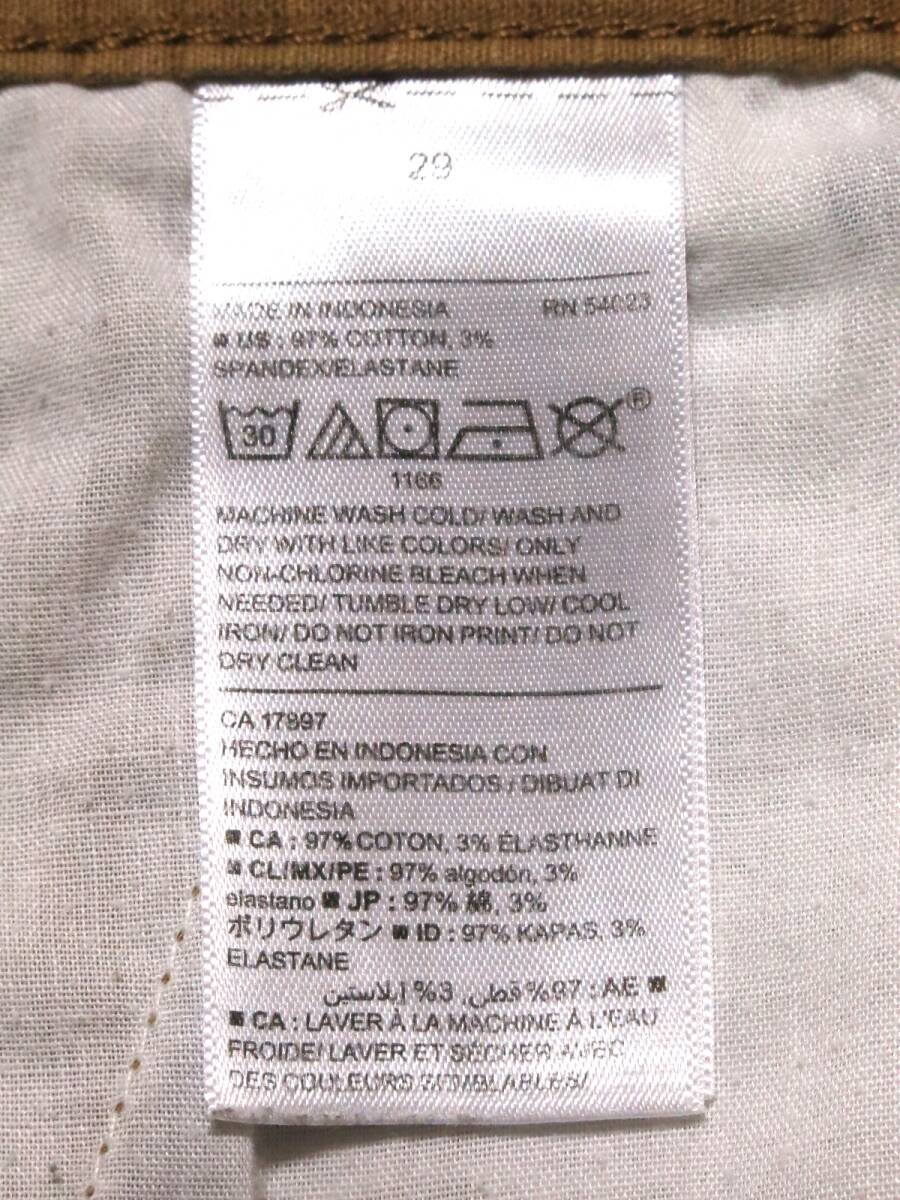 29
MADE IN INDONESIA RN 54023
■ US : 97% COTTON, 3%
SPANDEX/ELASTANE
30 ®
1166
MACHINE WASH COLD/ WASH AND
DRY WITH LIKE COLORS/ ONLY
NON-CHLORINE BLEACH WHEN
NEEDED/ TUMBLE DRY LOW/ COOL
IRON/ DO NOT IRON PRINT/ DO NOT
DRY CLEAN
CA 17897
HECHO EN INDONESIA CON
INSUMOS IMPORTADOS / DIBUAT DI
INDONESIA
■ CA : 97% COTON, 3% ÉLASTHANNE
■ CL/MX/PE : 97% algodón, 3%
elastano ■ JP : 97% 綿, 3%
ポリウレタン ■ ID : 97% KAPAS, 3%
ELASTANE
■ AE : 97% قطن, 3% إيلاستين
■ CA : LAVER À LA MACHINE À L'EAU
FROIDE/ LAVER ET SÉCHER AVEC
DES COULEURS SEMBLABLES/